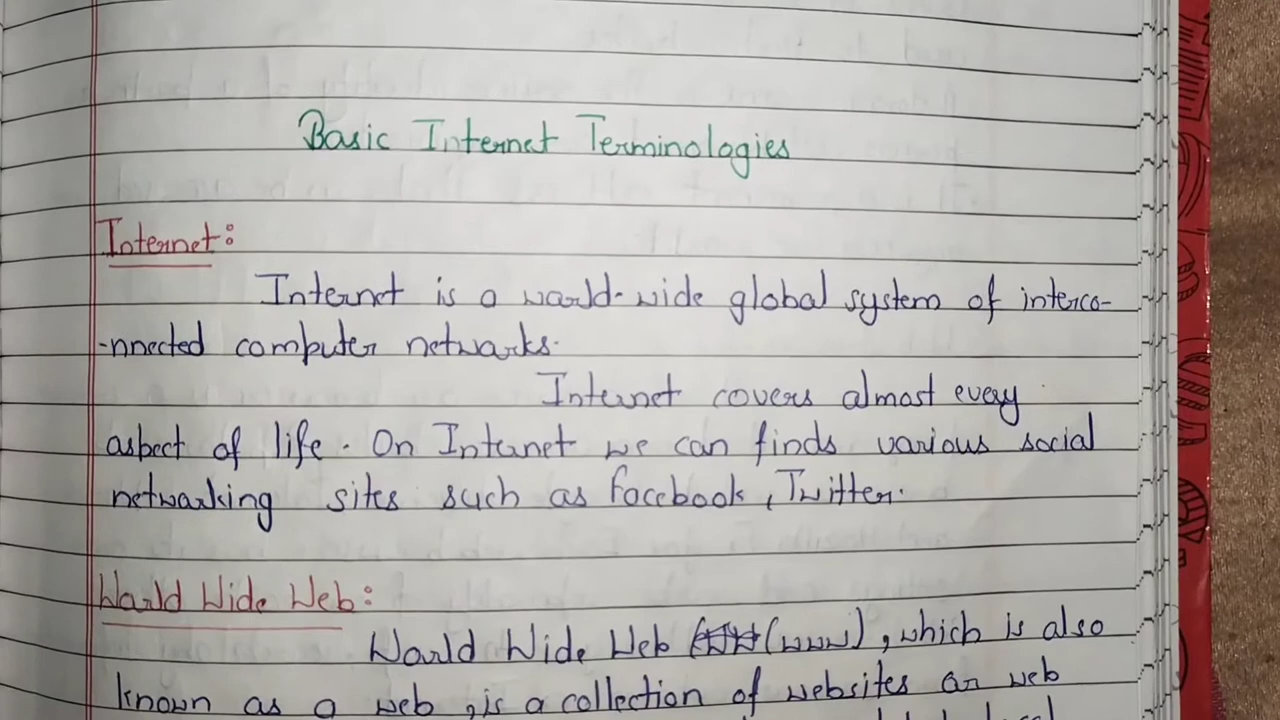 Basic Internet Terminologies
Internet:
Internet is a world-wide global system of interco-
-nnected computer networks.
Internet covers almost every
aspect of life. On Internet we can finds various social
networking sites such as Facebook, Twitter.
World Wide Web:
World Wide Web (www), which is also
known as a web, is a collection of websites or web